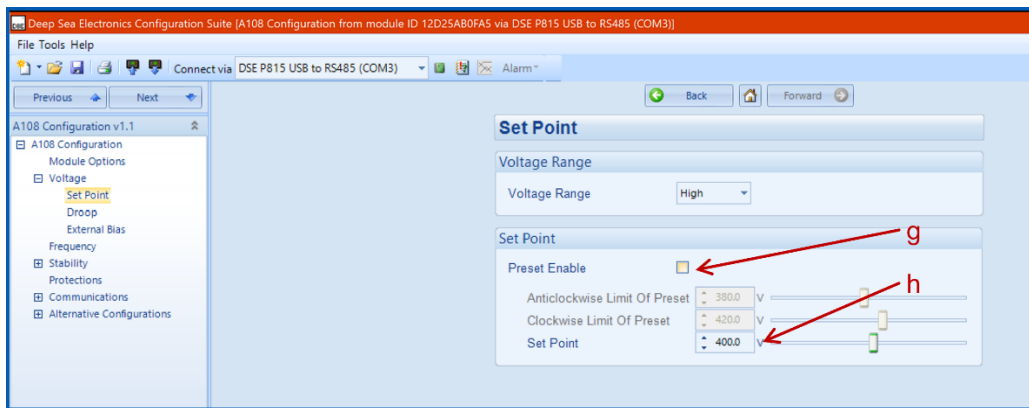 Deep Sea Electronics Configuration Suite [A108 Configuration from module ID 12D25AB0FA5 via DSE P815 USB to RS485 (COM3)]
File Tools Help
Connect via DSE P815 USB to RS485 (COM3) Alarm
Previous Next
Back Forward
A108 Configuration v1.1
A108 Configuration
Module Options
Voltage
Set Point
Droop
External Bias
Frequency
Stability
Protections
Communications
Alternative Configurations
Set Point
Voltage Range
Voltage Range High
Set Point
g
Preset Enable
h
Anticlockwise Limit Of Preset 380.0 V
Clockwise Limit Of Preset 420.0 V
Set Point 400.0 V